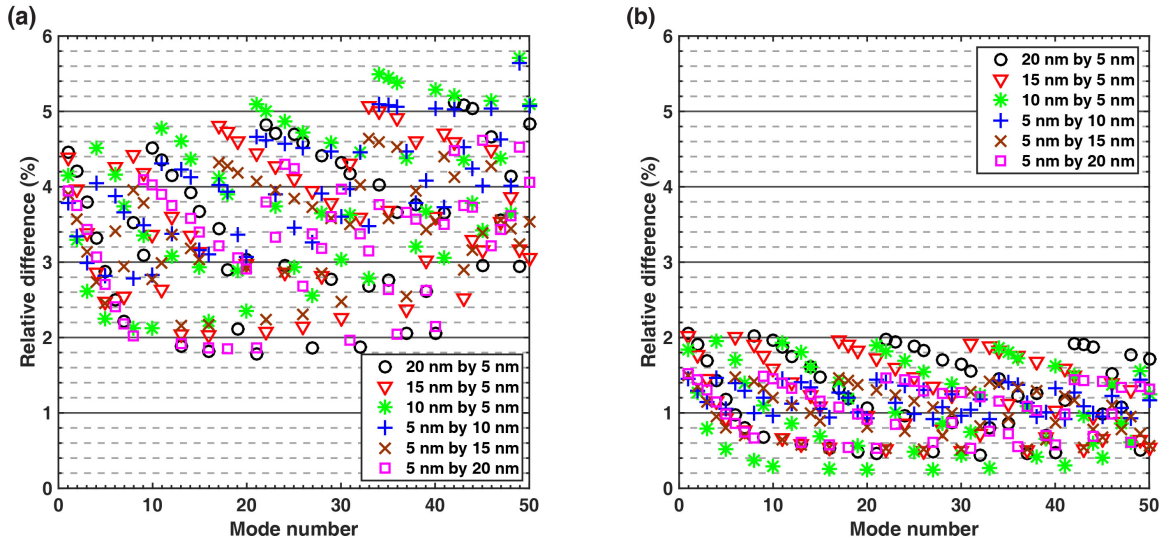 (a)
Relative difference (%)
6
5
4
3
2
1
0
20 nm by 5 nm
15 nm by 5 nm
10 nm by 5 nm
5 nm by 10 nm
5 nm by 15 nm
5 nm by 20 nm
0 10 20 30 40 50
Mode number
(b)
Relative difference (%)
6
5
4
3
2
1
0
20 nm by 5 nm
15 nm by 5 nm
10 nm by 5 nm
5 nm by 10 nm
5 nm by 15 nm
5 nm by 20 nm
0 10 20 30 40 50
Mode number